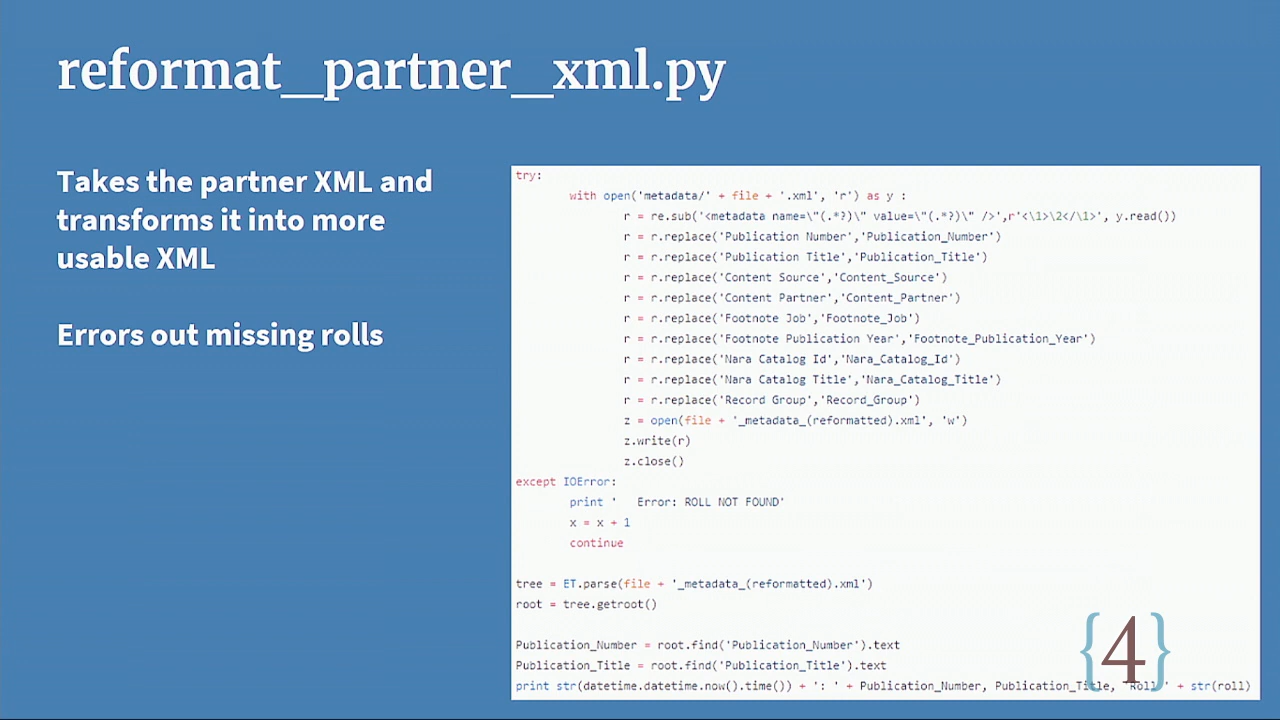 reformat_partner_xml.py
Takes the partner XML and
transforms it into more
usable XML
Errors out missing rolls
try:
with open('metadata/' + file + '.xml', 'r') as y :
r = re.sub('<metadata name=\"(.*?)\" value=\"(.*?)\" />',r'<\1>\2</\1>', y.read())
r = r.replace('Publication Number','Publication_Number')
r = r.replace('Publication Title','Publication_Title')
r = r.replace('Content Source','Content_Source')
r = r.replace('Content Partner','Content_Partner')
r = r.replace('Footnote Job','Footnote_Job')
r = r.replace('Footnote Publication Year','Footnote_Publication_Year')
r = r.replace('Nara Catalog Id','Nara_Catalog_Id')
r = r.replace('Nara Catalog Title','Nara_Catalog_Title')
r = r.replace('Record Group','Record_Group')
z = open(file + '_metadata_(reformatted).xml', 'w')
z.write(r)
z.close()
except IOError:
print '   Error: ROLL NOT FOUND'
x = x + 1
continue
tree = ET.parse(file + '_metadata_(reformatted).xml')
root = tree.getroot()
Publication_Number = root.find('Publication_Number').text
Publication_Title = root.find('Publication_Title').text
print str(datetime.datetime.now().time()) + ': ' + Publication_Number, Publication_Title, 'Roll ' + str(roll)
{4}